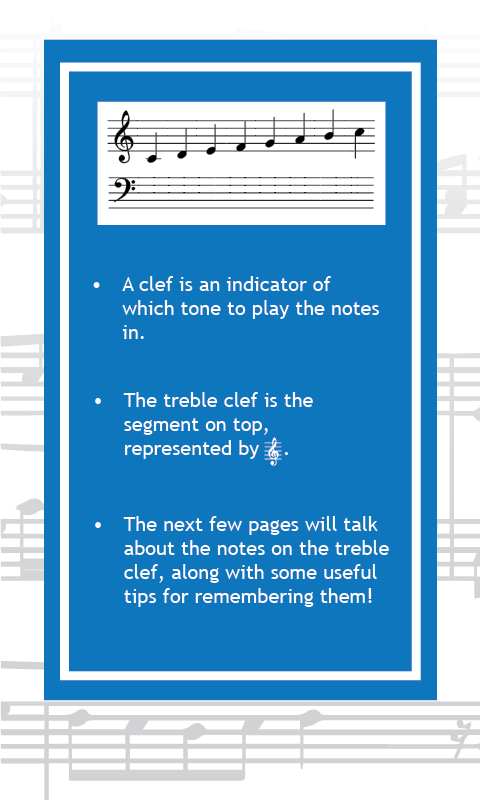 • A clef is an indicator of
which tone to play the notes
in.
• The treble clef is the
segment on top,
represented by 𝄞.
• The next few pages will talk
about the notes on the treble
clef, along with some useful
tips for remembering them!